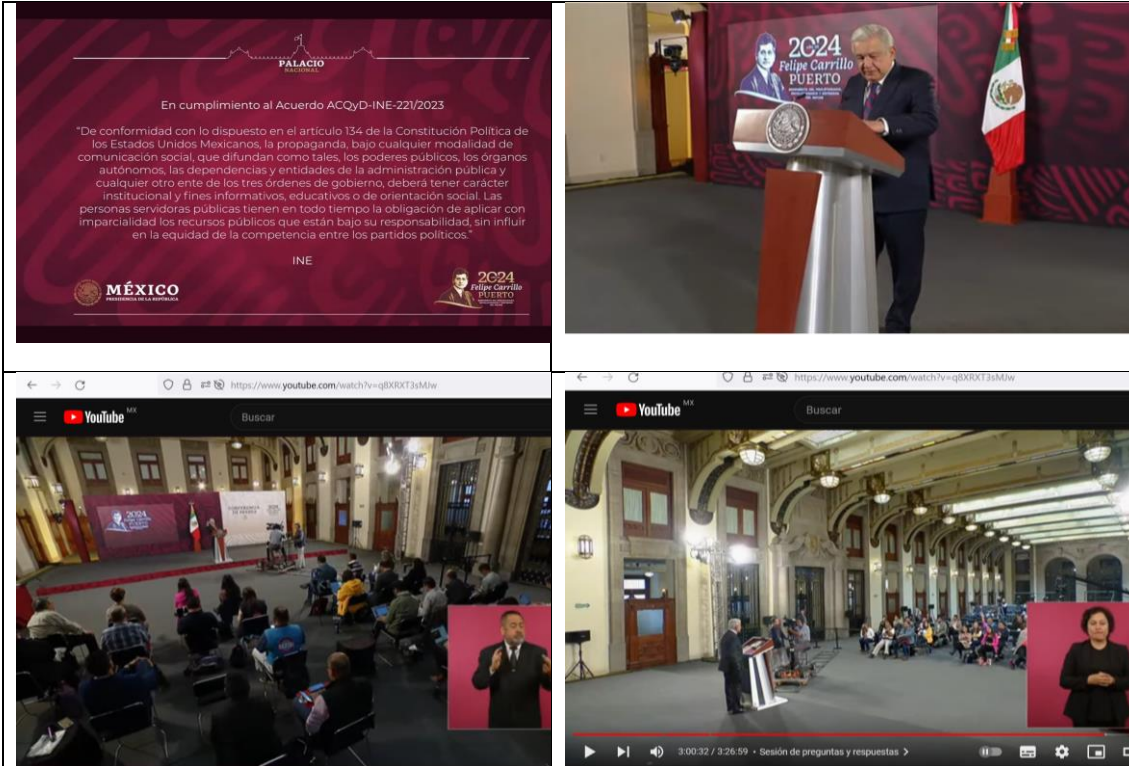 PALACIO
NACIONAL
En cumplimiento al Acuerdo ACQyD-INE-221/2023
"De conformidad con lo dispuesto en el artículo 134 de la Constitución Política de
los Estados Unidos Mexicanos, la propaganda, bajo cualquier modalidad de
comunicación social, que difundan como tales, los poderes públicos, los órganos
autónomos, las dependencias y entidades de la administración pública y
cualquier otro ente de los tres órdenes de gobierno, deberá tener carácter
institucional y fines informativos, educativos o de orientación social. Las
personas servidoras públicas tienen en todo tiempo la obligación de aplicar con
imparcialidad los recursos públicos que están bajo su responsabilidad, sin influir
en la equidad de la competencia entre los partidos políticos."
INE
MÉXICO
PRESIDENCIA DE LA REPÚBLICA
2024
Felipe Carrillo
PUERTO
2024
Felipe Carrillo
PUERTO
https://www.youtube.com/watch?v=q8XRXT3sMJw
YouTube MX
Buscar
2024
CONFERENCIA
DE PRENSA
https://www.youtube.com/watch?v=q8XRXT3sMJw
YouTube MX
Buscar
3:00:32 / 3:26:59 • Sesión de preguntas y respuestas >